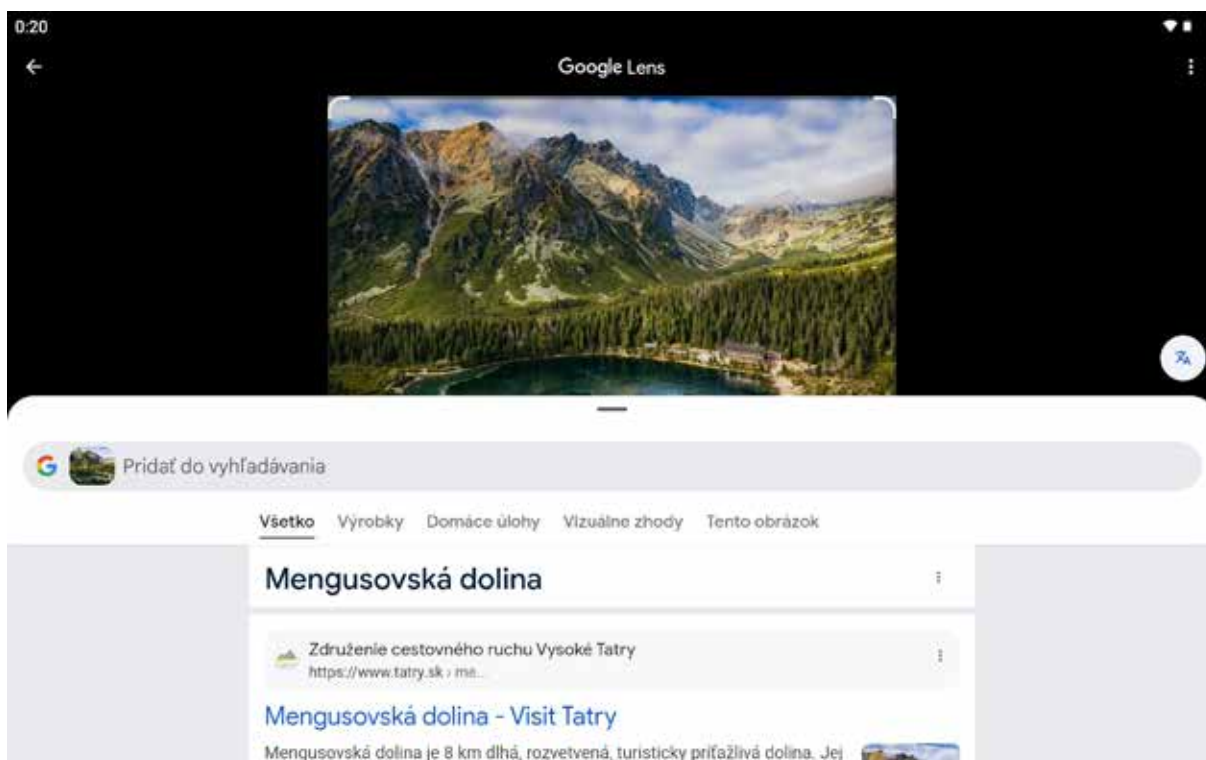 0:20
Google Lens
G Pridať do vyhľadávania
Všetko Výrobky Domáce úlohy Vizuálne zhody Tento obrázok
Mengusovská dolina
Združenie cestovného ruchu Vysoké Tatry
https://www.tatry.sk › me...
Mengusovská dolina - Visit Tatry
Mengusovská dolina je 8 km dlhá, rozvetvená, turisticky príťažlivá dolina. Jej